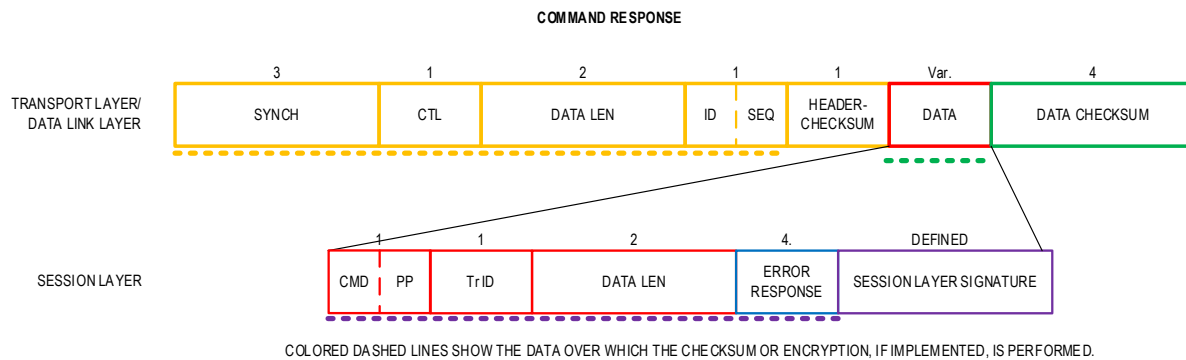 COMMAND RESPONSE
3 1 2 1 1 Var. 4
TRANSPORT LAYER/
DATA LINK LAYER
SYNCH CTL DATA LEN ID SEQ HEADER-
CHECKSUM DATA DATA CHECKSUM
1 1 2 4. DEFINED
SESSION LAYER CMD PP TrID DATA LEN ERROR
RESPONSE SESSION LAYER SIGNATURE
COLORED DASHED LINES SHOW THE DATA OVER WHICH THE CHECKSUM OR ENCRYPTION, IF IMPLEMENTED, IS PERFORMED.